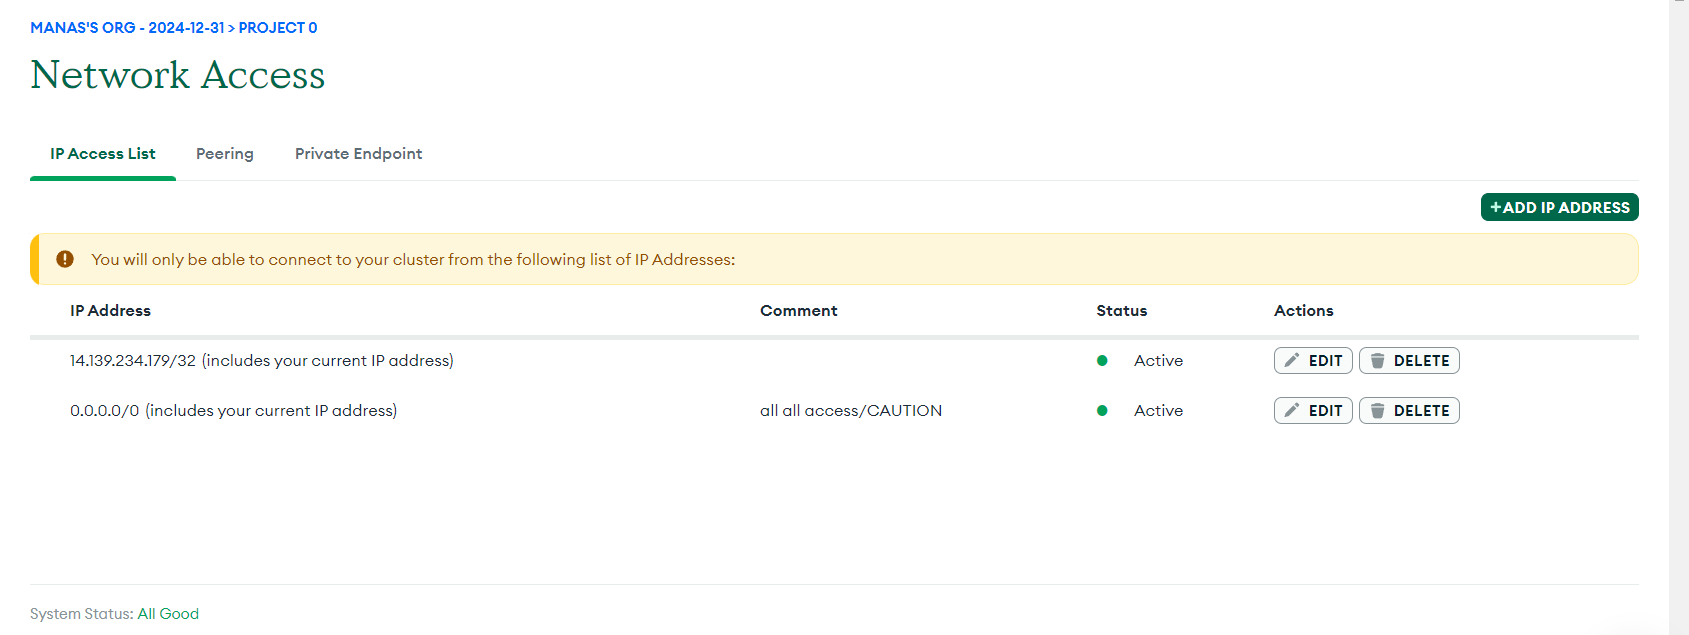 MANAS'S ORG - 2024-12-31 > PROJECT 0
Network Access
IP Access List Peering Private Endpoint
+ADD IP ADDRESS
You will only be able to connect to your cluster from the following list of IP Addresses:
IP Address Comment Status Actions
14.139.234.179/32 (includes your current IP address) Active EDIT DELETE
0.0.0.0/0 (includes your current IP address) all all access/CAUTION Active EDIT DELETE
System Status: All Good